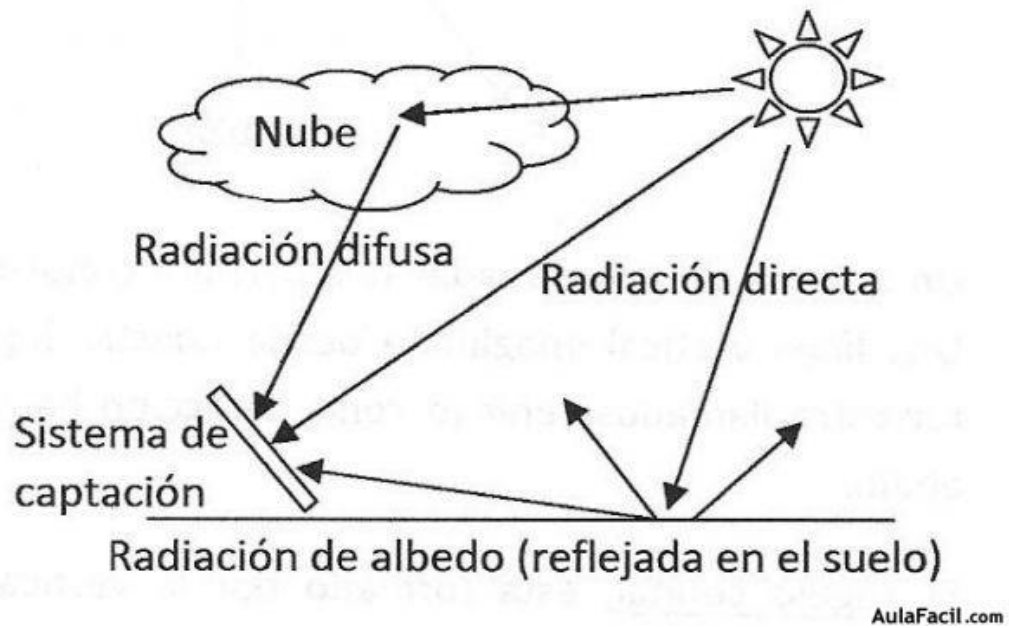 Nube
Radiación difusa
Radiación directa
Sistema de
captación
Radiación de albedo (reflejada en el suelo)
AulaFacil.com